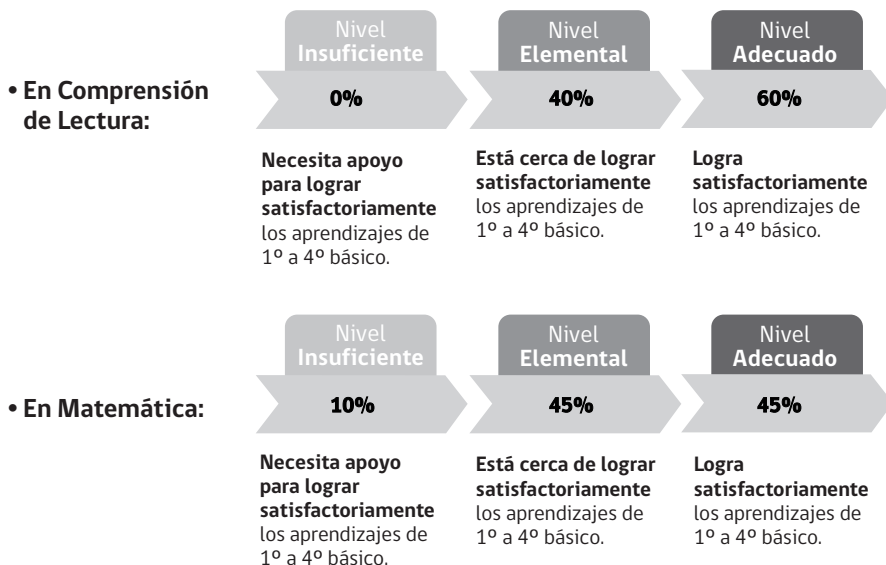 Nivel
Insuficiente
Nivel
Elemental
Nivel
Adecuado
• En Comprensión
de Lectura:
0%
40%
60%
Necesita apoyo
para lograr
satisfactoriamente
los aprendizajes de
1º a 4º básico.
Está cerca de lograr
satisfactoriamente
los aprendizajes de
1º a 4º básico.
Logra
satisfactoriamente
los aprendizajes de
1º a 4º básico.
Nivel
Insuficiente
Nivel
Elemental
Nivel
Adecuado
• En Matemática:
10%
45%
45%
Necesita apoyo
para lograr
satisfactoriamente
los aprendizajes de
1º a 4º básico.
Está cerca de lograr
satisfactoriamente
los aprendizajes de
1º a 4º básico.
Logra
satisfactoriamente
los aprendizajes de
1º a 4º básico.